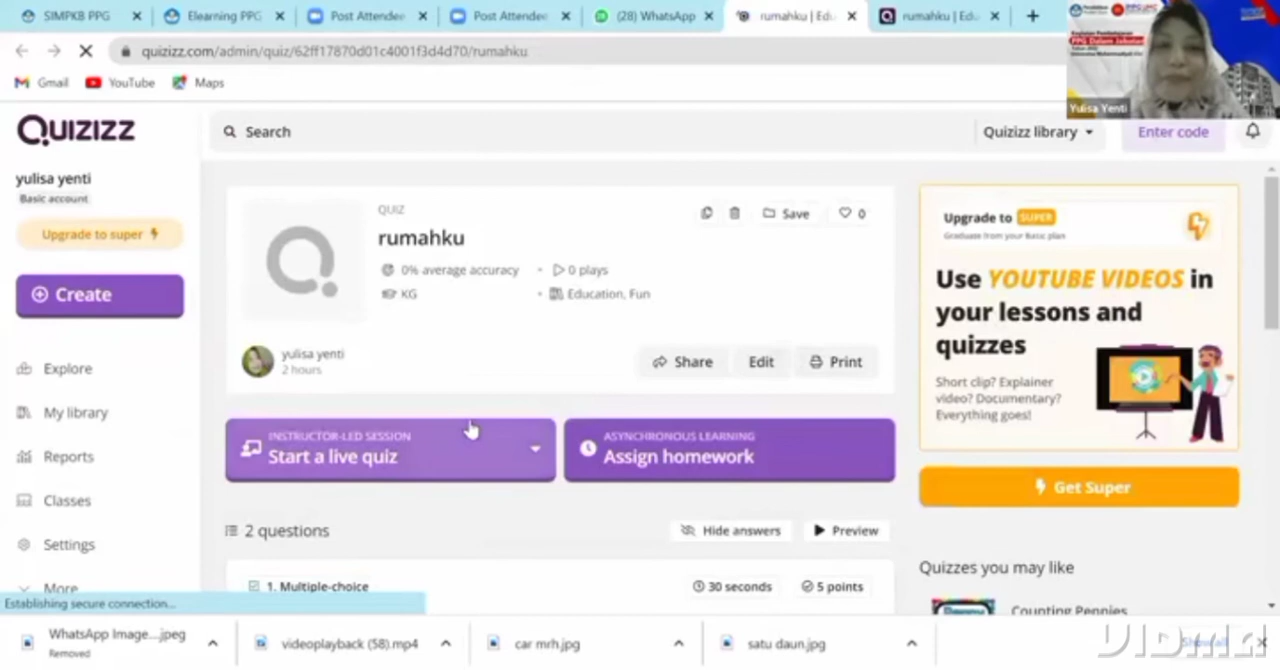 SIMPKB PPG
Elearning PPG
Post Attendee
Post Attendee
(28) WhatsApp
rumahku | Edu
rumahku | Edu
quizizz.com/admin/quiz/62ff17870d01c4001f3d4d70/rumahku
Gmail
YouTube
Maps
Yulisa Yenti
QUIZIZZ
Search
Quizizz library
Enter code
yulisa yenti
Basic account
Upgrade to super
Create
Explore
My library
Reports
Classes
Settings
More
QUIZ
rumahku
Save
0
0% average accuracy
0 plays
KG
Education, Fun
yulisa yenti
2 hours
Share
Edit
Print
INSTRUCTOR-LED SESSION
Start a live quiz
ASYNCHRONOUS LEARNING
Assign homework
2 questions
Hide answers
Preview
1. Multiple-choice
30 seconds
5 points
Upgrade to SUPER
Graduate from your Basic plan
Use YOUTUBE VIDEOS in
your lessons and
quizzes
Short clip? Explainer
video? Documentary?
Everything goes!
Get Super
Quizzes you may like
Counting Pennies
Establishing secure connection...
WhatsApp Image....jpeg
Removed
videoplayback (58).mp4
car mrh.jpg
satu daun.jpg
Show all
VIDMA